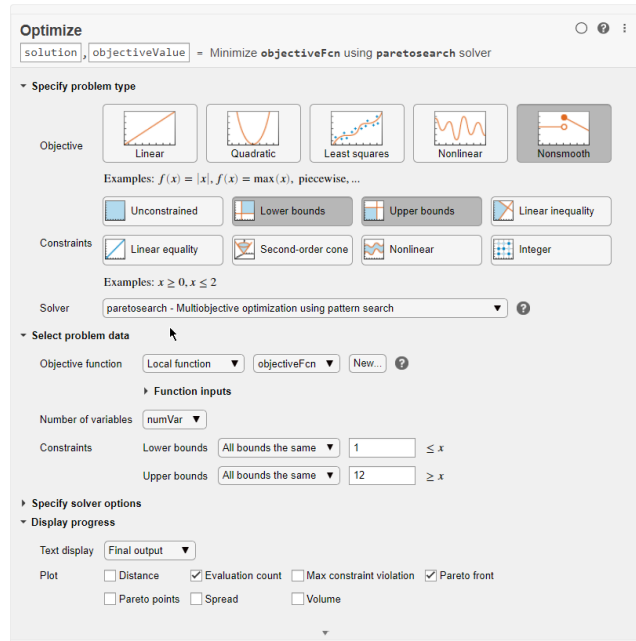 Optimize
solution , objectiveValue = Minimize objectiveFcn using paretosearch solver
Specify problem type
Objective
Linear
Quadratic
Least squares
Nonlinear
Nonsmooth
Examples: f(x) = |x|, f(x) = max(x), piecewise,...
Constraints
Unconstrained
Lower bounds
Upper bounds
Linear inequality
Linear equality
Second-order cone
Nonlinear
Integer
Examples: x ≥ 0, x ≤ 2
Solver
paretosearch - Multiobjective optimization using pattern search
Select problem data
Objective function Local function objectiveFcn New...
Function inputs
Number of variables numVar
Constraints Lower bounds All bounds the same 1 ≤ x
Upper bounds All bounds the same 12 ≥ x
Specify solver options
Display progress
Text display Final output
Plot Distance Evaluation count Max constraint violation Pareto front
Pareto points Spread Volume